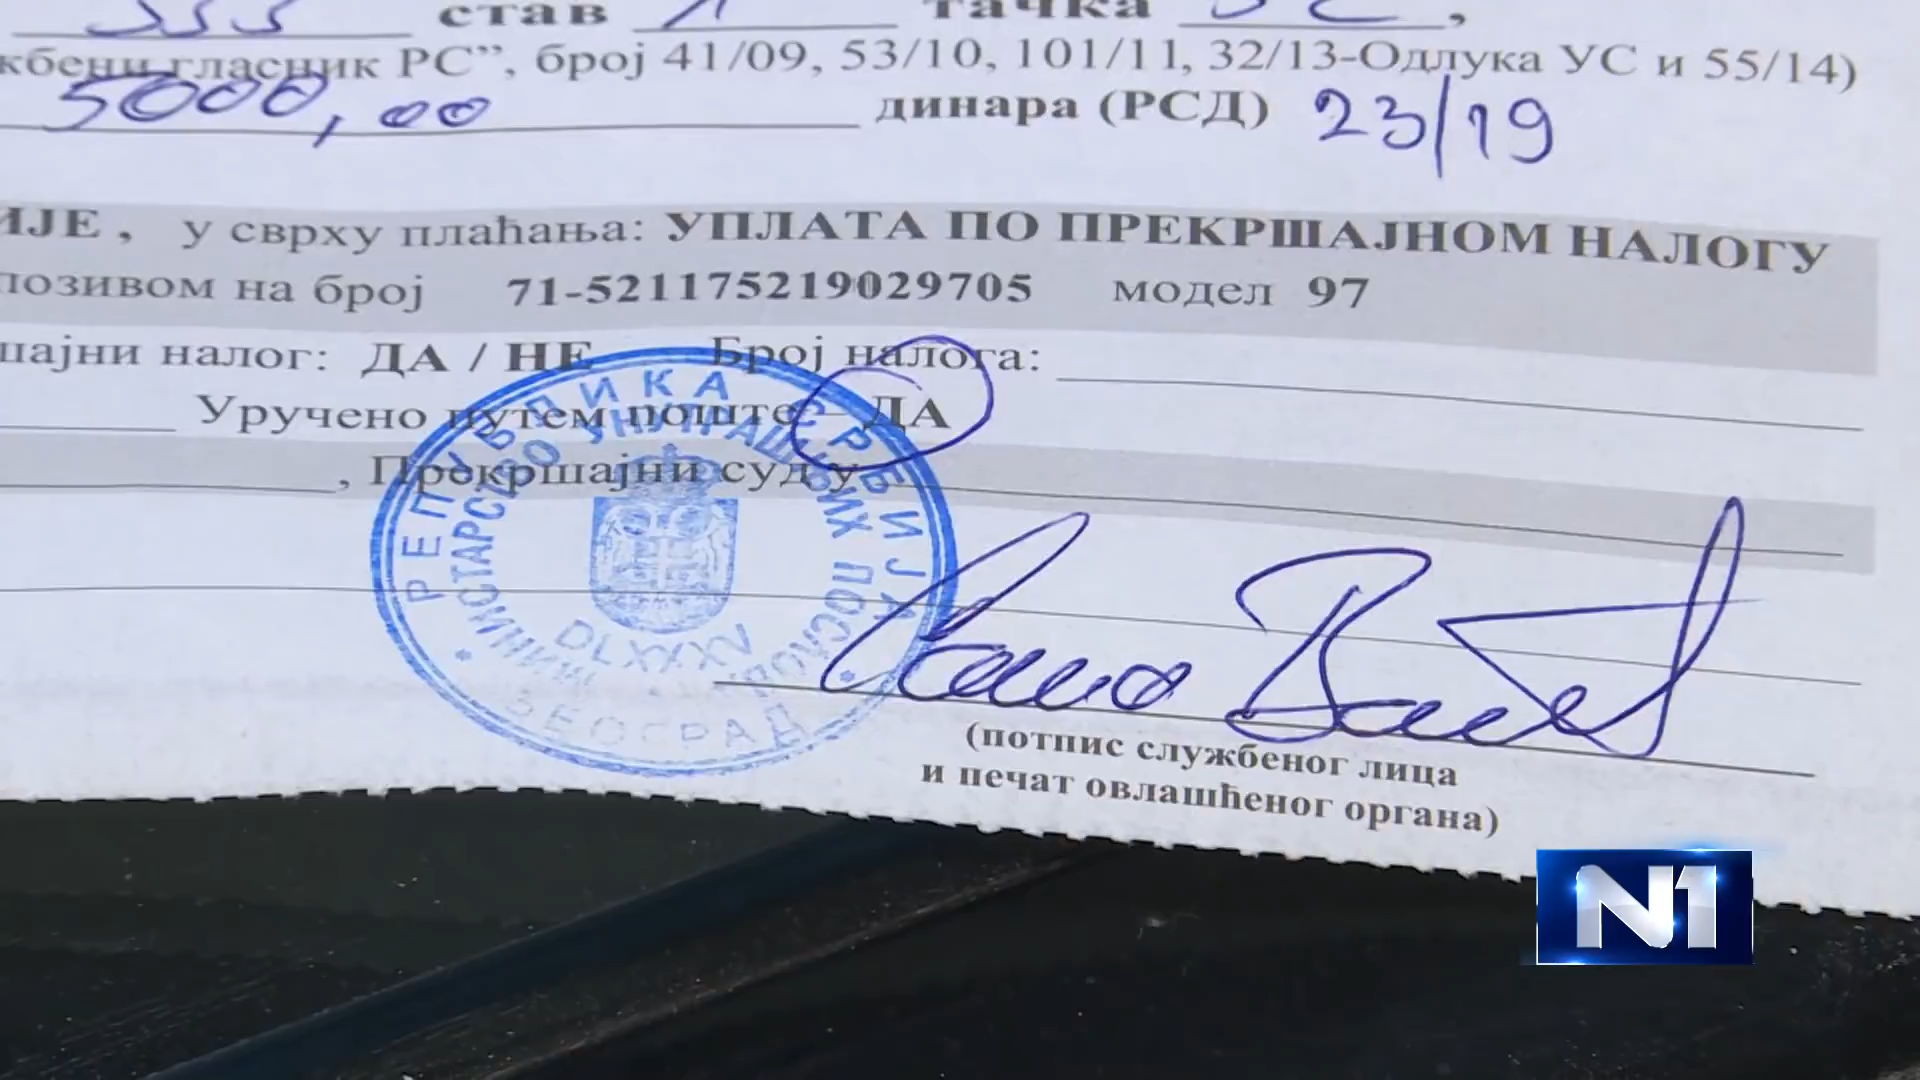 став 1 тачка
кбени гласник РС”, број 41/09, 53/10, 101/11, 32/13-Одлука УС и 55/14)
5000,00 динара (РСД) 23/19
ИЈЕ , у сврху плаћања: УПЛАТА ПО ПРЕКРШАЈНОМ НАЛОГУ
позивом на број 71-521175219029705 модел 97
шајни налог: ДА / НЕ Број налога:
Уручено путем поште – ДА
, Прекршајни суд у
РЕПУБЛИКА СРБИЈА
МИНИСТАРСТВО УНУТРАШЊИХ ПОСЛОВА
DLXXXV
БЕОГРАД
(потпис службеног лица
и печат овлашћеног органа)
N1